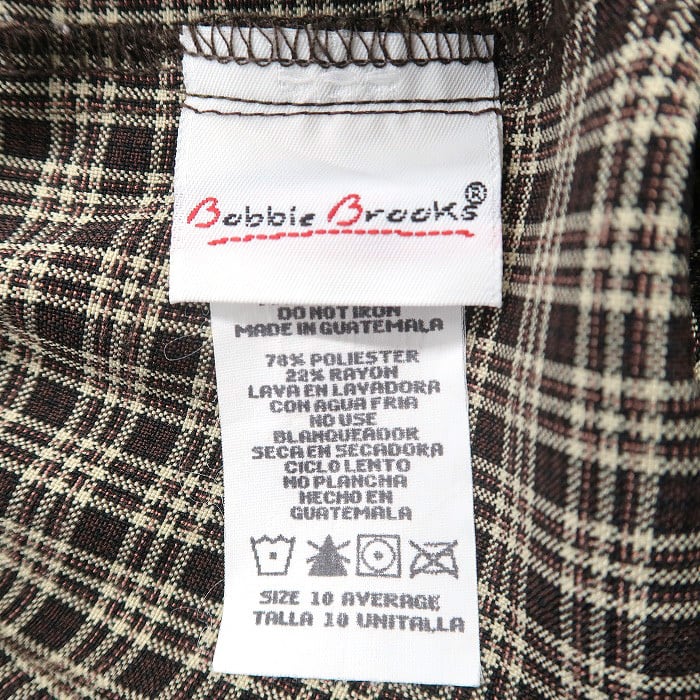 Bobbie Brooks®
DO NOT IRON
MADE IN GUATEMALA
78% POLIESTER
22% RAYON
LAVA EN LAVADORA
CON AGUA FRIA
NO USE
BLANQUEADOR
SECA EN SECADORA
CICLO LENTO
NO PLANCHA
HECHO EN
GUATEMALA
SIZE 10 AVERAGE
TALLA 10 UNITALLA